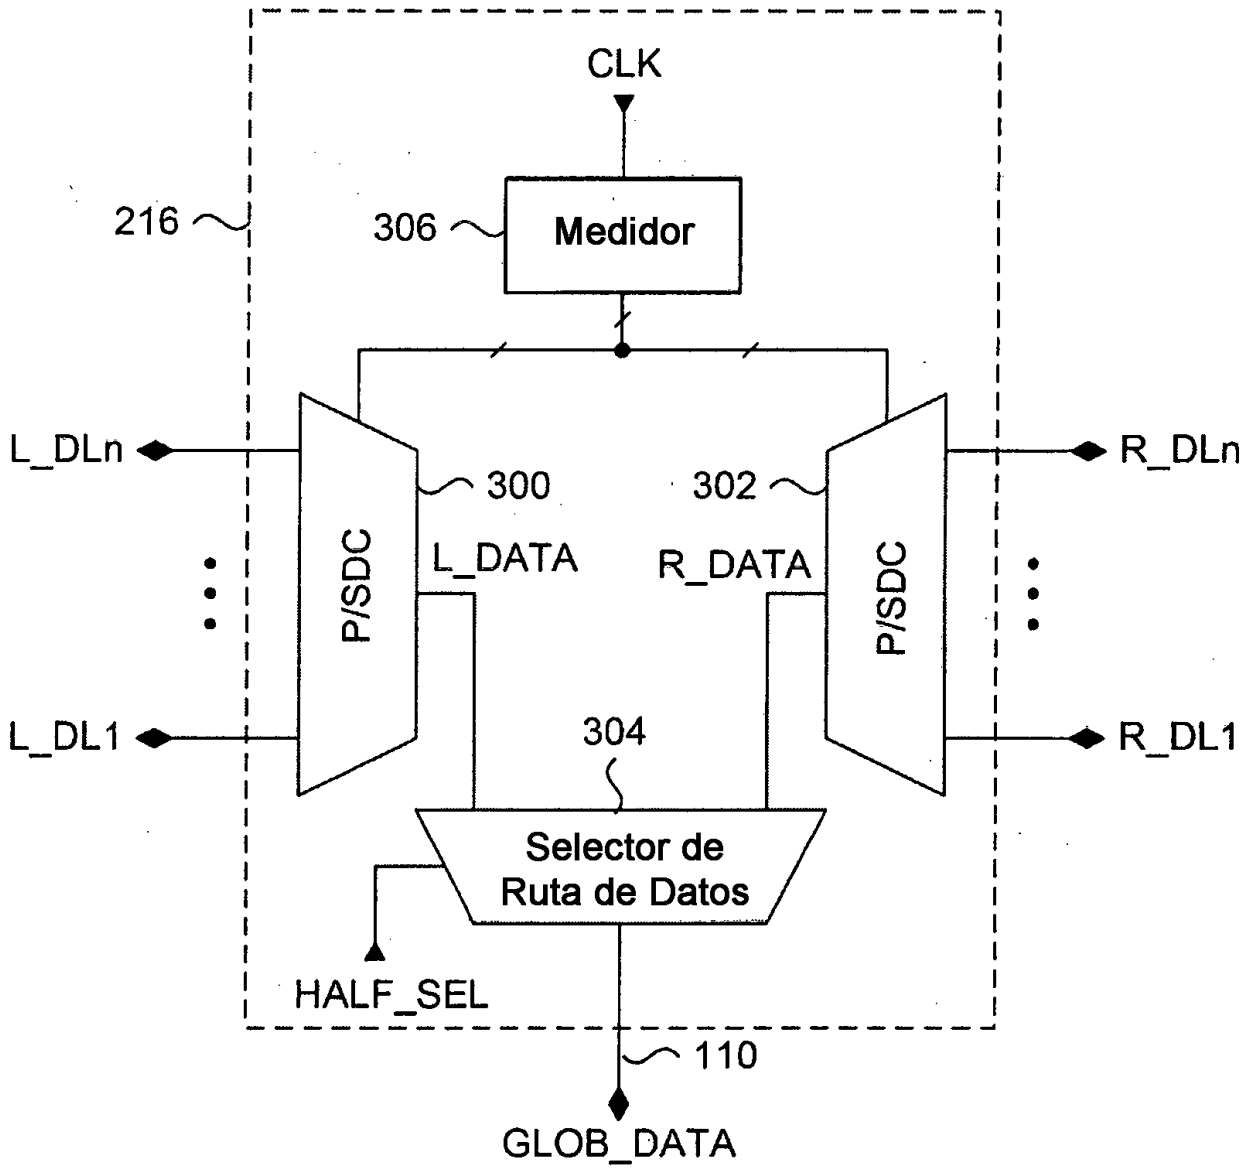 CLK
216
306
Medidor
L_DLn
R_DLn
300
302
L_DATA
R_DATA
P/SDC
P/SDC
L_DL1
R_DL1
304
Selector de
Ruta de Datos
HALF_SEL
110
GLOB_DATA